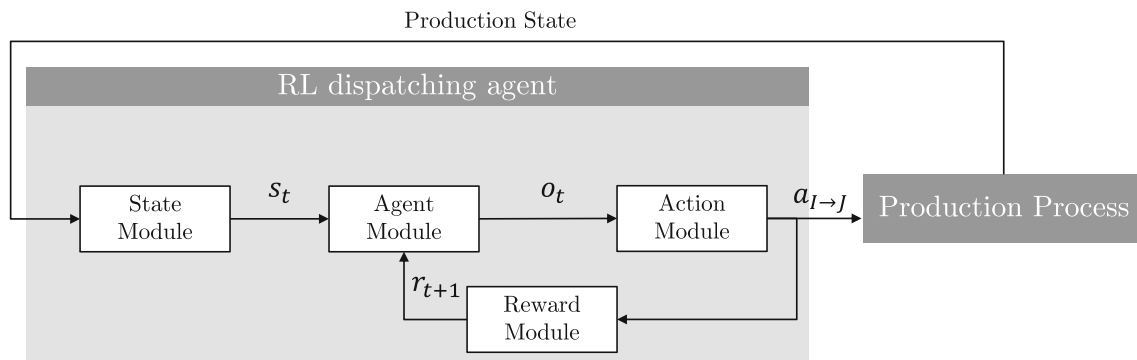 Production State
RL dispatching agent
State
Module
s_t
Agent
Module
o_t
Action
Module
a_{I→J}
Production Process
r_{t+1}
Reward
Module